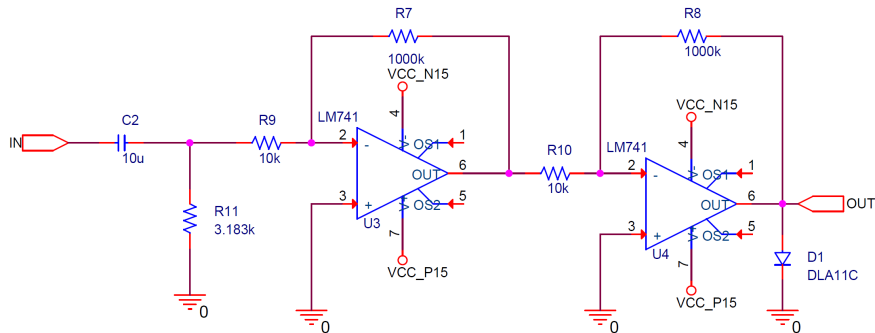 R7
1000k
VCC_N15
R8
1000k
VCC_N15
C2
10u
IN
R9
10k
LM741
2
-
4
V-
OS1
1
OUT
6
3
+
V+
OS2
5
U3
7
VCC_P15
R11
3.183k
0
0
R10
10k
LM741
2
-
4
V-
OS1
1
OUT
6
3
+
V+
OS2
5
U4
7
VCC_P15
OUT
D1
DLA11C
0
0